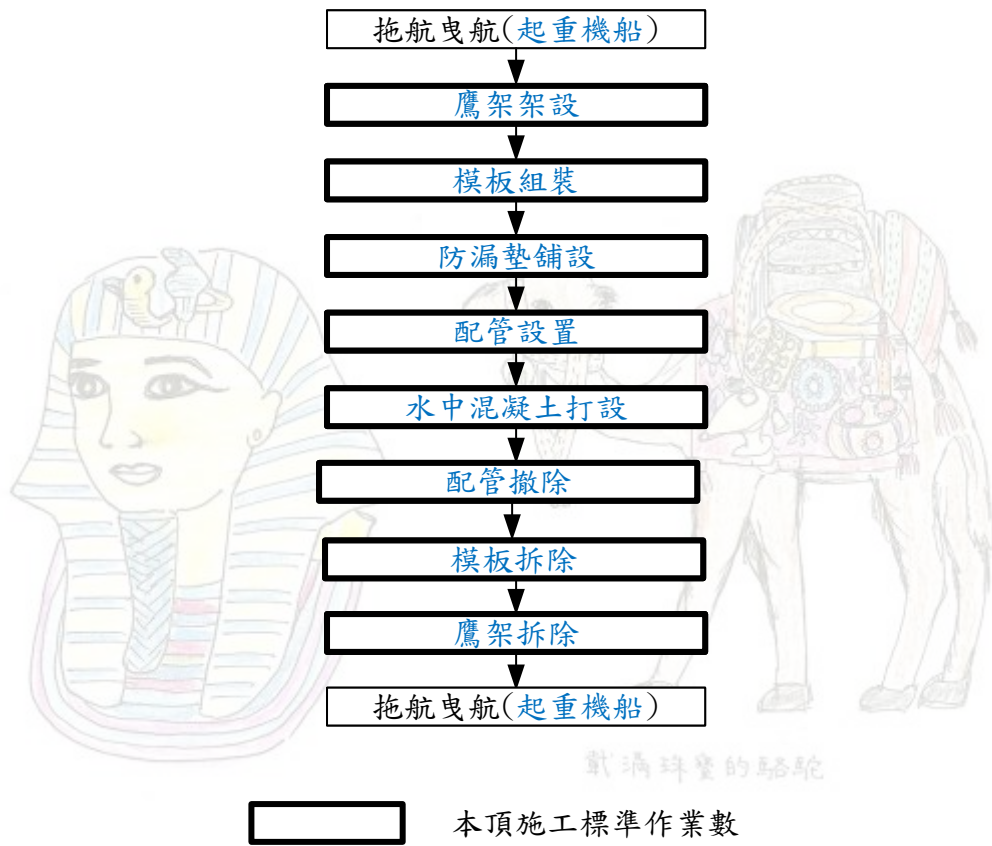 拖航曳航(起重機船)
鷹架架設
模板組裝
防漏墊舖設
配管設置
水中混凝土打設
配管撤除
模板拆除
鷹架拆除
拖航曳航(起重機船)
戴滿珠寶的駱駝
本頂施工標準作業數